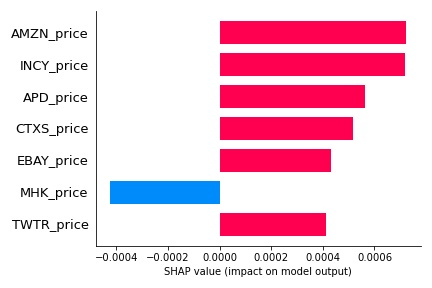 AMZN_price
INCY_price
APD_price
CTXS_price
EBAY_price
MHK_price
TWTR_price
-0.0004 -0.0002 0.0000 0.0002 0.0004 0.0006
SHAP value (impact on model output)